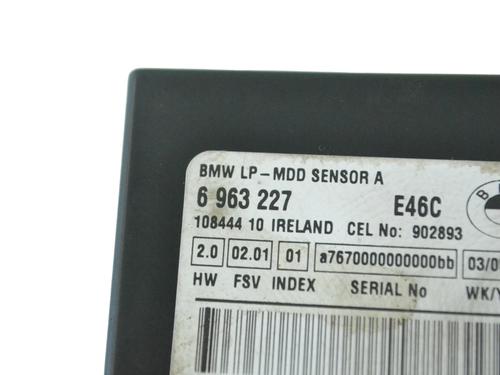 BMW LP-MDD SENSOR A
6 963 227 E46C
108444 10 IRELAND CEL No: 902893
2.0 02.01 01 a7670000000000bb 03/0
HW FSV INDEX SERIAL No WK/Y